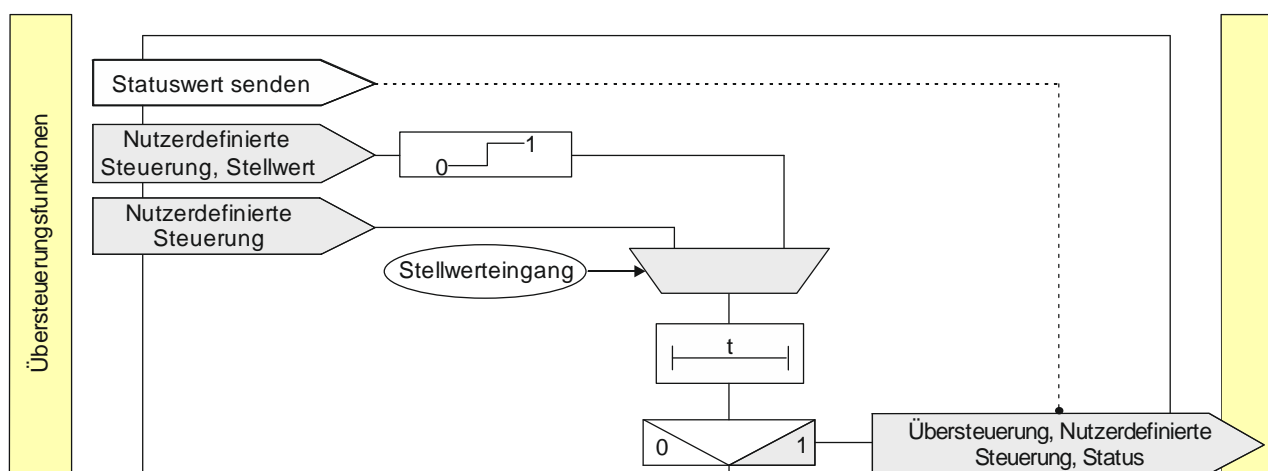 Übersteuerungsfunktionen
Statuswert senden
Nutzerdefinierte
Steuerung, Stellwert
0
1
Nutzerdefinierte
Steuerung
Stellwerteingang
t
0
1
Übersteuerung, Nutzerdefinierte
Steuerung, Status